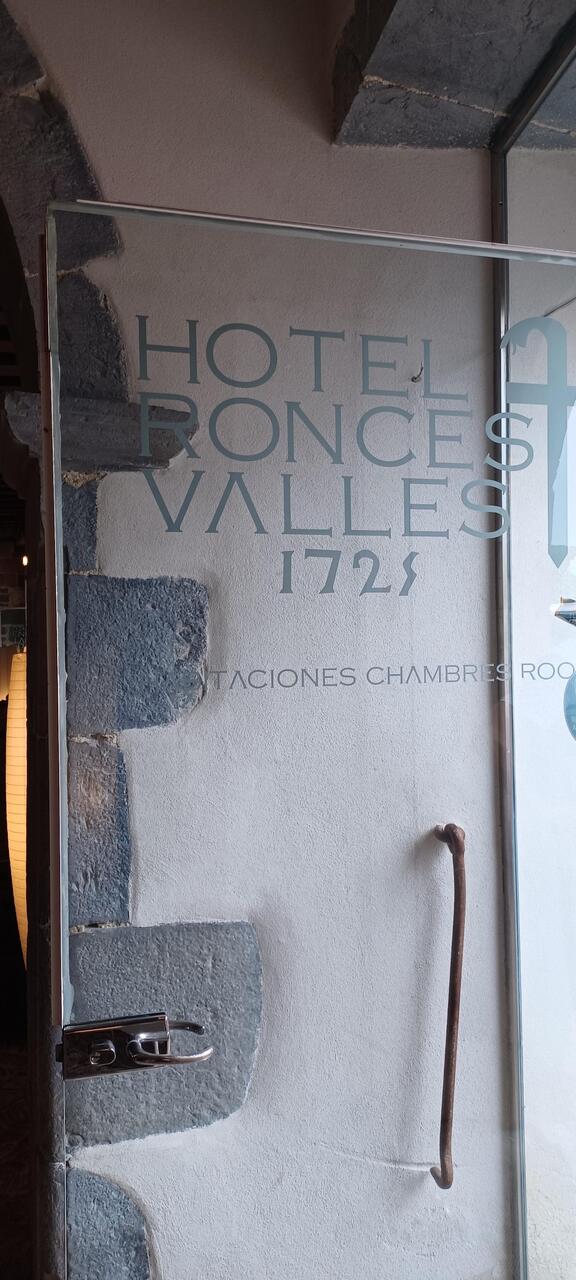 HOTEL
RONCES
VALLES
1725
TACIONES CHAMBRES ROO